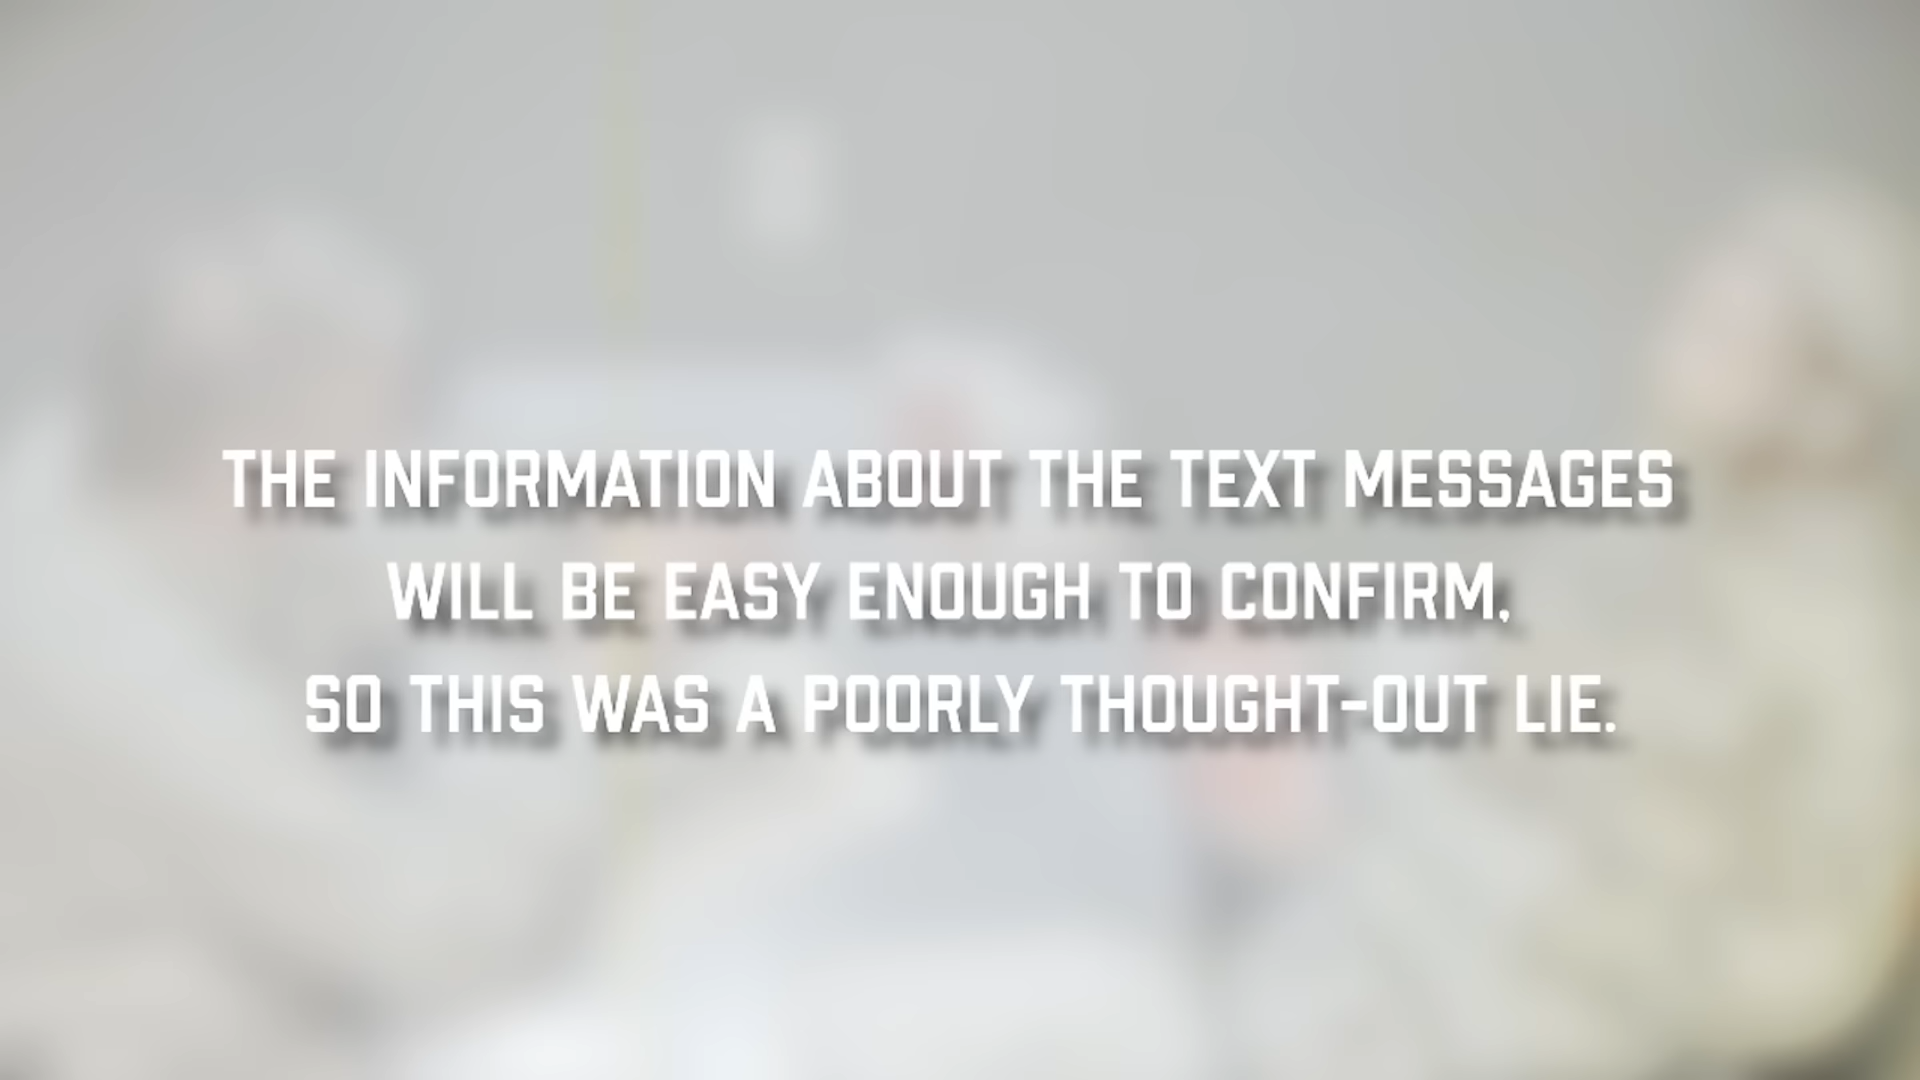 THE INFORMATION ABOUT THE TEXT MESSAGES
WILL BE EASY ENOUGH TO CONFIRM,
SO THIS WAS A POORLY THOUGHT-OUT LIE.